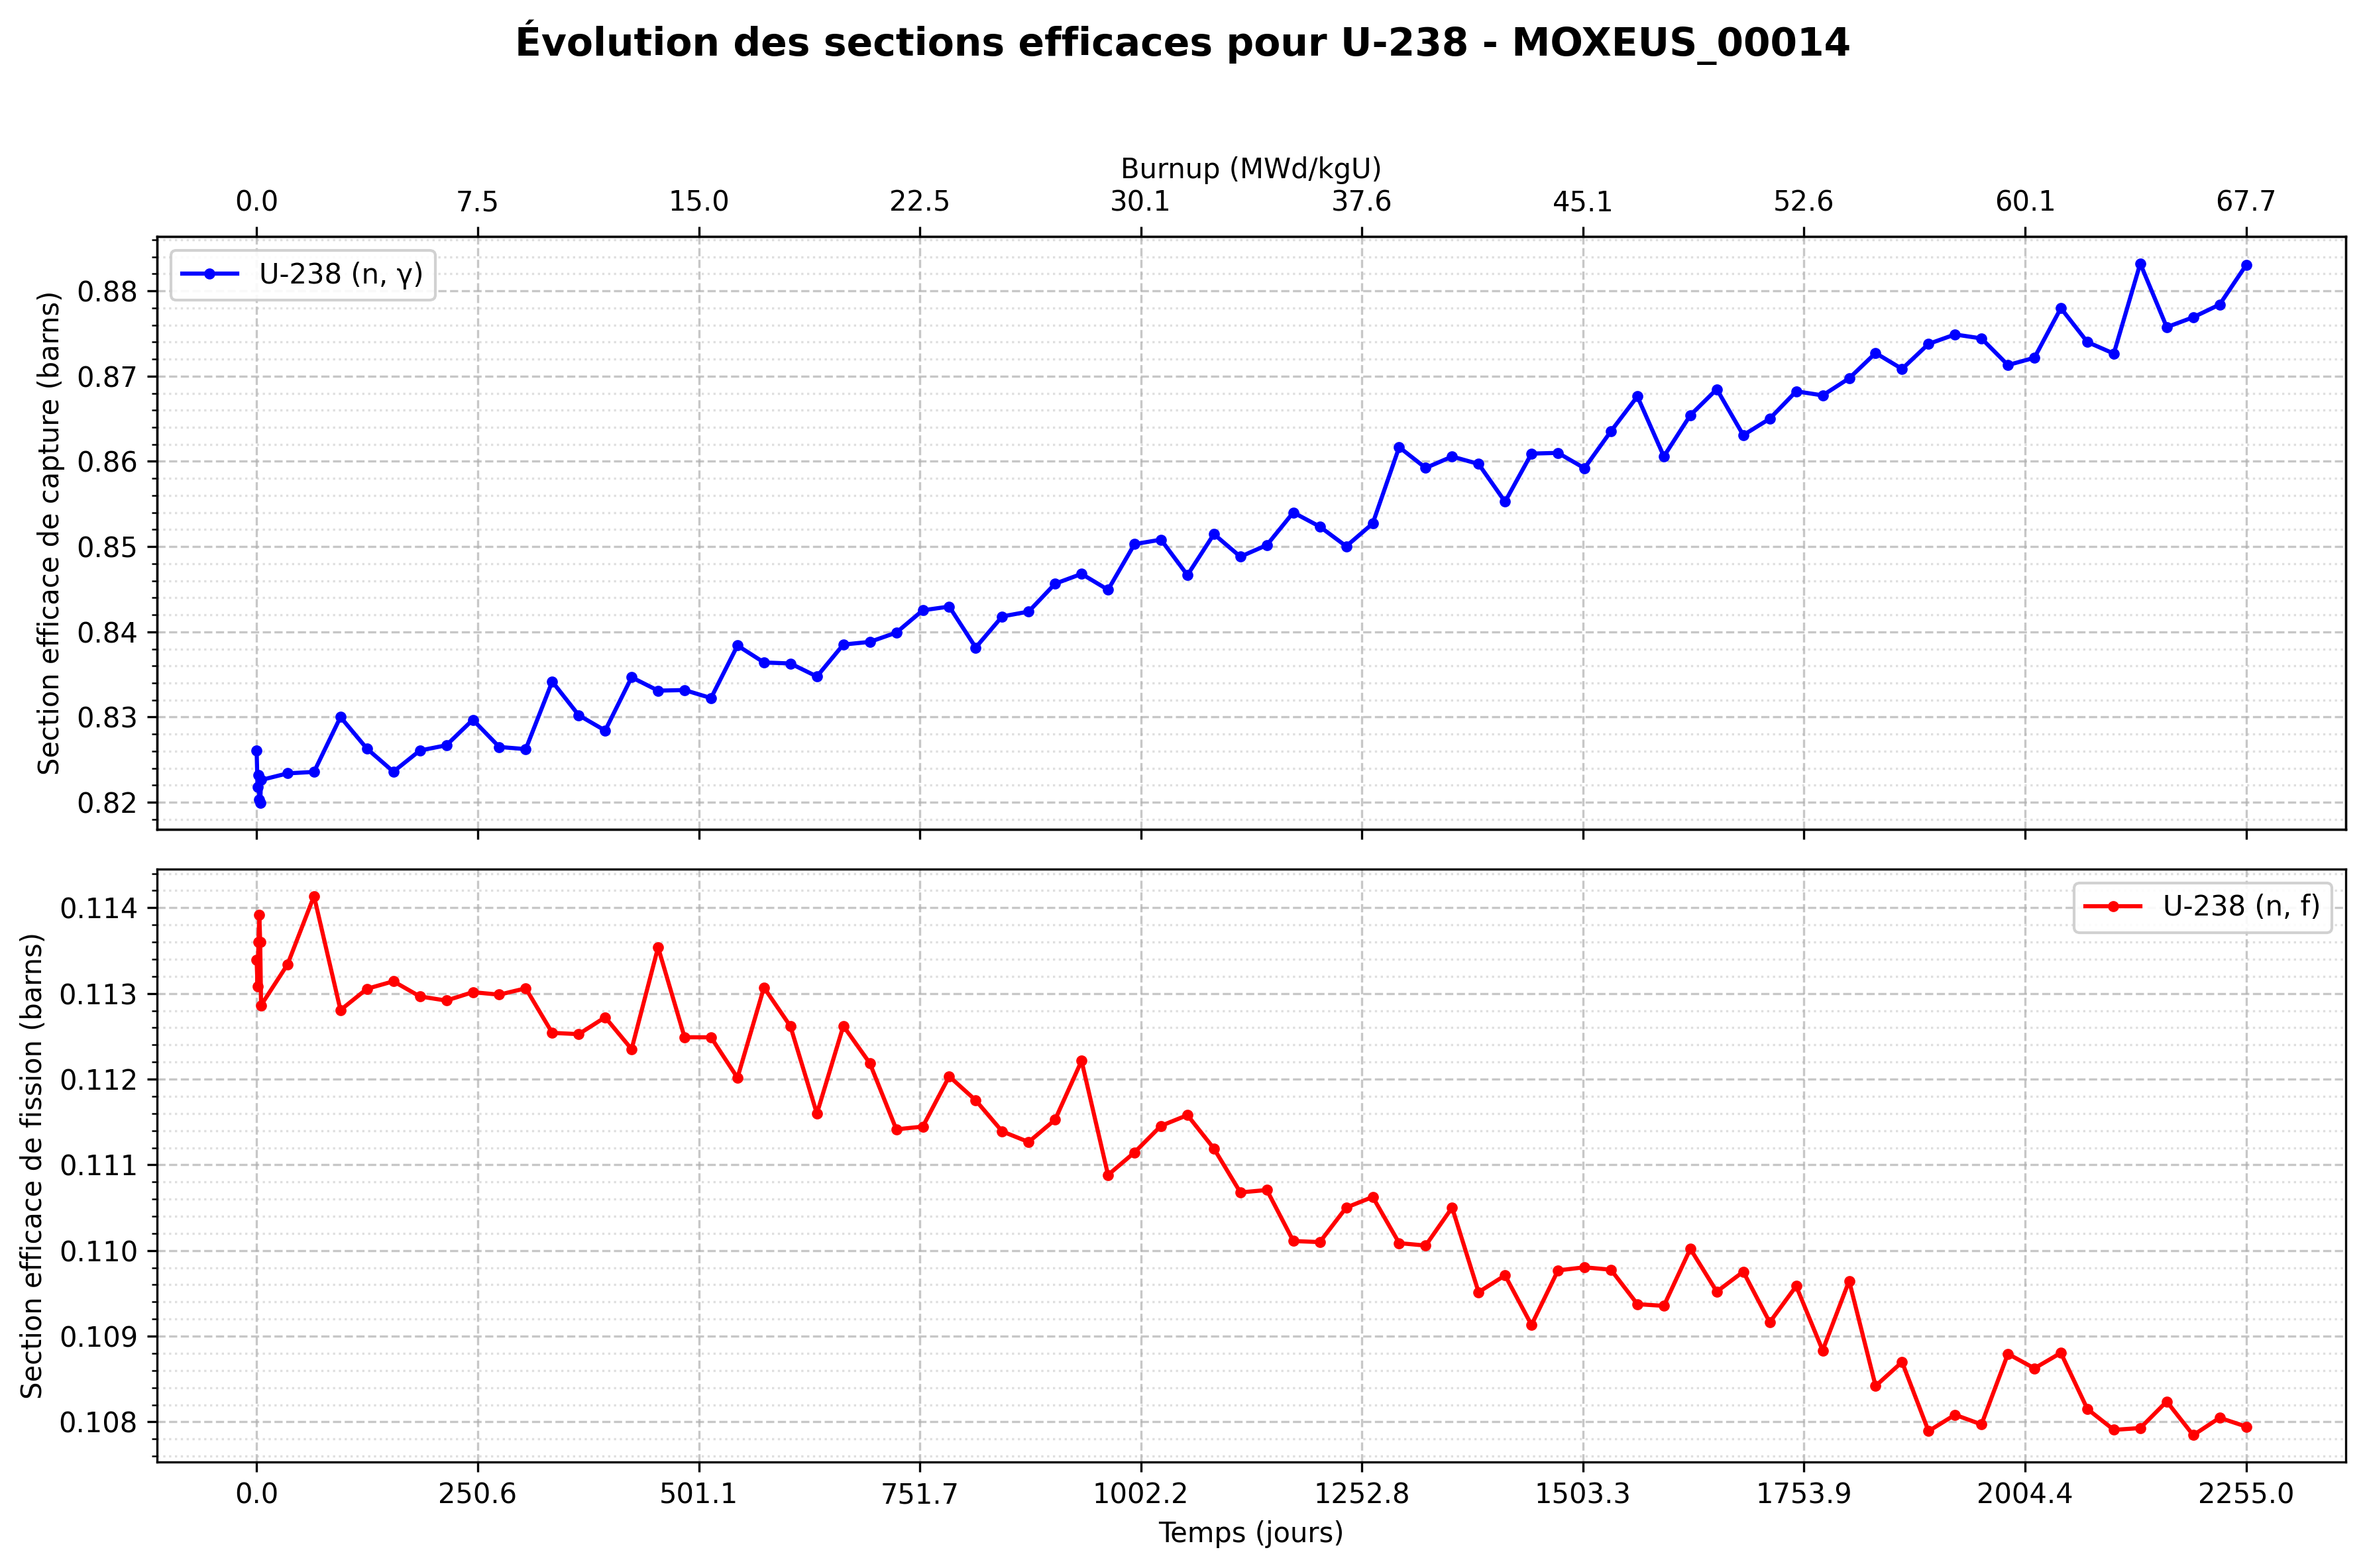 Évolution des sections efficaces pour U-238 - MOXEUS_00014
Burnup (MWd/kgU)
0.0 7.5 15.0 22.5 30.1 37.6 45.1 52.6 60.1 67.7
U-238 (n, γ)
Section efficace de capture (barns)
0.88
0.87
0.86
0.85
0.84
0.83
0.82
U-238 (n, f)
Section efficace de fission (barns)
0.114
0.113
0.112
0.111
0.110
0.109
0.108
0.0 250.6 501.1 751.7 1002.2 1252.8 1503.3 1753.9 2004.4 2255.0
Temps (jours)